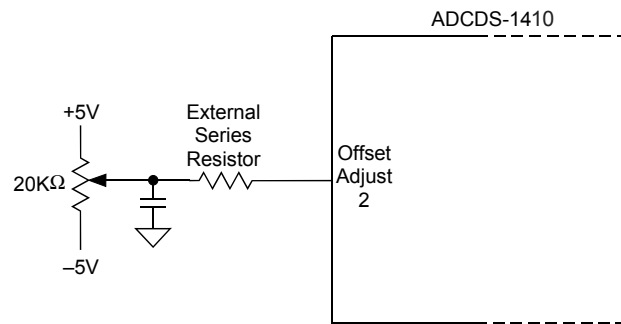 ADCDS-1410
+5V
External
Series
Resistor
20KΩ
Offset
Adjust
2
–5V